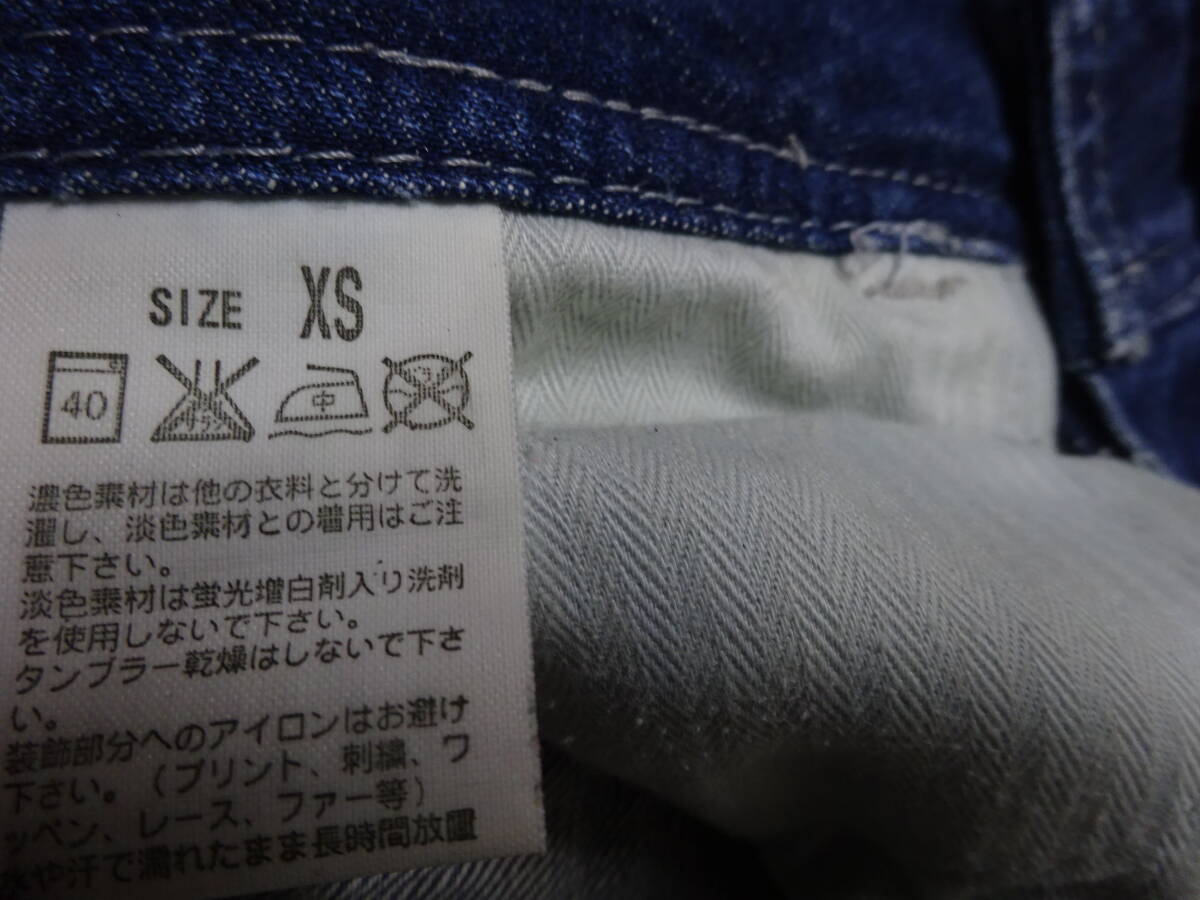 SIZE XS
40 中
濃色素材は他の衣料と分けて洗
濯し、淡色素材との着用はご注
意下さい。
淡色素材は蛍光増白剤入り洗剤
を使用しないで下さい。
タンブラー乾燥はしないで下さ
い。
装飾部分へのアイロンはお避け
下さい。(プリント、刺繍、ワ
ッペン、レース、ファー等)
水や汗で濡れたまま長時間放置